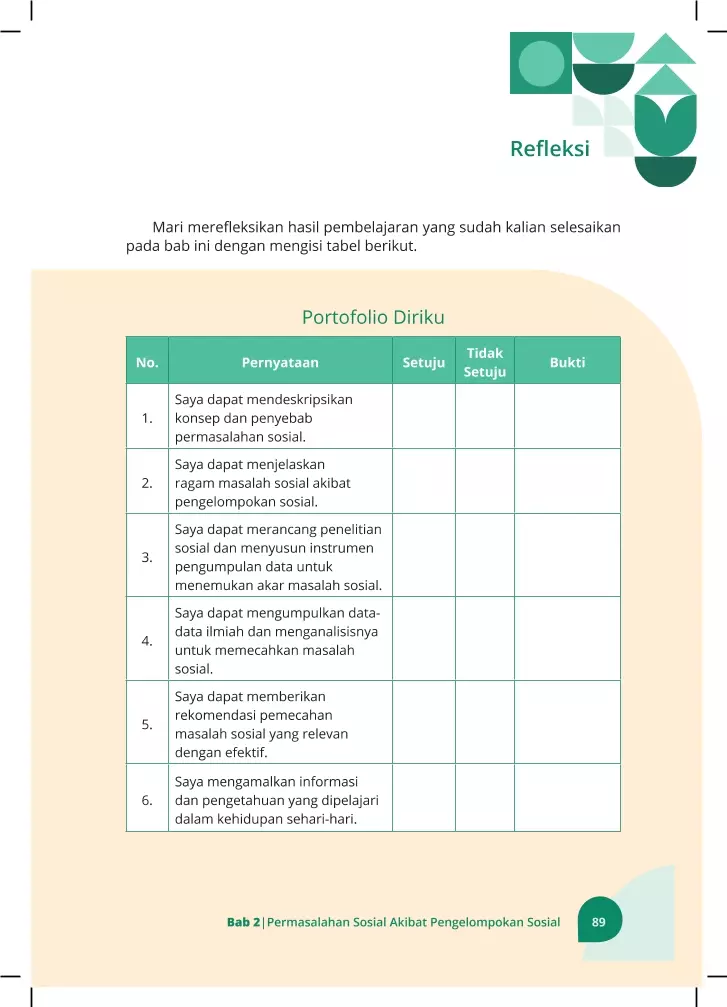 Refleksi
Mari merefleksikan hasil pembelajaran yang sudah kalian selesaikan
pada bab ini dengan mengisi tabel berikut.
Portofolio Diriku
No. Pernyataan Setuju Tidak Setuju Bukti
1. Saya dapat mendeskripsikan
konsep dan penyebab
permasalahan sosial.
2. Saya dapat menjelaskan
ragam masalah sosial akibat
pengelompokan sosial.
3. Saya dapat merancang penelitian
sosial dan menyusun instrumen
pengumpulan data untuk
menemukan akar masalah sosial.
4. Saya dapat mengumpulkan data-
data ilmiah dan menganalisisnya
untuk memecahkan masalah
sosial.
5. Saya dapat memberikan
rekomendasi pemecahan
masalah sosial yang relevan
dengan efektif.
6. Saya mengamalkan informasi
dan pengetahuan yang dipelajari
dalam kehidupan sehari-hari.
Bab 2|Permasalahan Sosial Akibat Pengelompokan Sosial 89